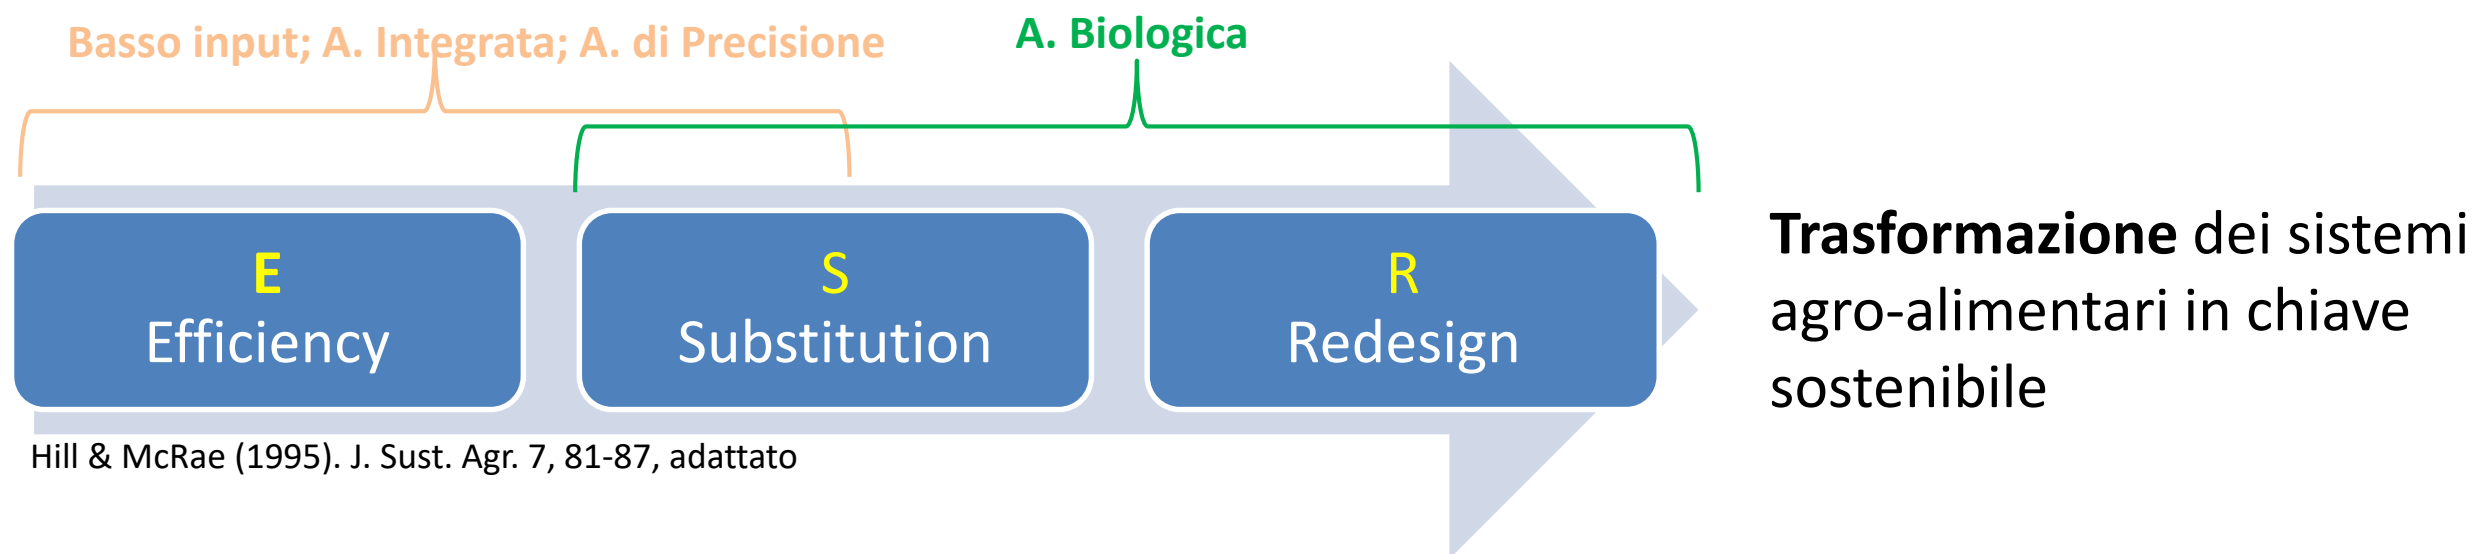 Basso input; A. Integrata; A. di Precisione
A. Biologica
E
Efficiency
S
Substitution
R
Redesign
Trasformazione dei sistemi
agro-alimentari in chiave
sostenibile
Hill & McRae (1995). J. Sust. Agr. 7, 81-87, adattato